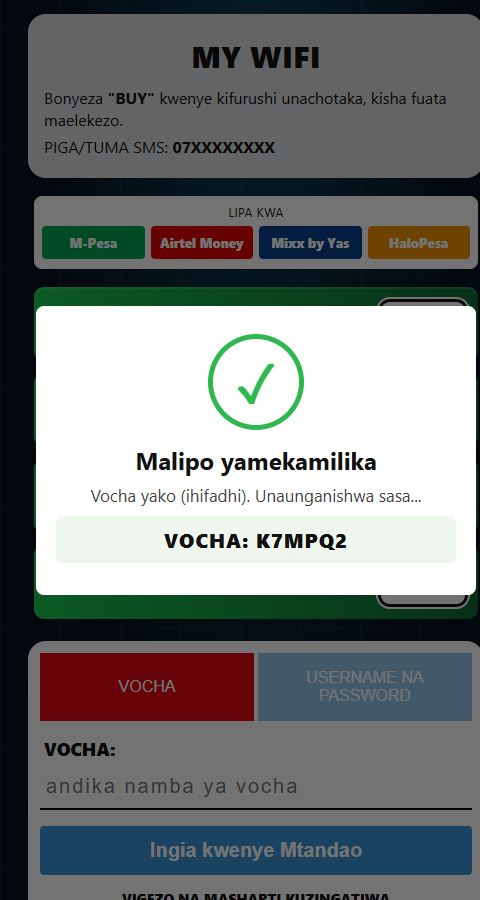 MY WIFI
Bonyeza "BUY" kwenye kifurushi unachotaka, kisha fuata
maelekezo.
PIGA/TUMA SMS: 07XXXXXXXX
LIPA KWA
M-Pesa
Airtel Money
Mixx by Yas
HaloPesa
Malipo yamekamilika
Vocha yako (ihifadhi). Unaunganishwa sasa...
VOCHA: K7MPQ2
VOCHA
USERNAME NA
PASSWORD
VOCHA:
andika namba ya vocha
Ingia kwenye Mtandao
VIGEZO NA MASHARTI KUZINGATIWA